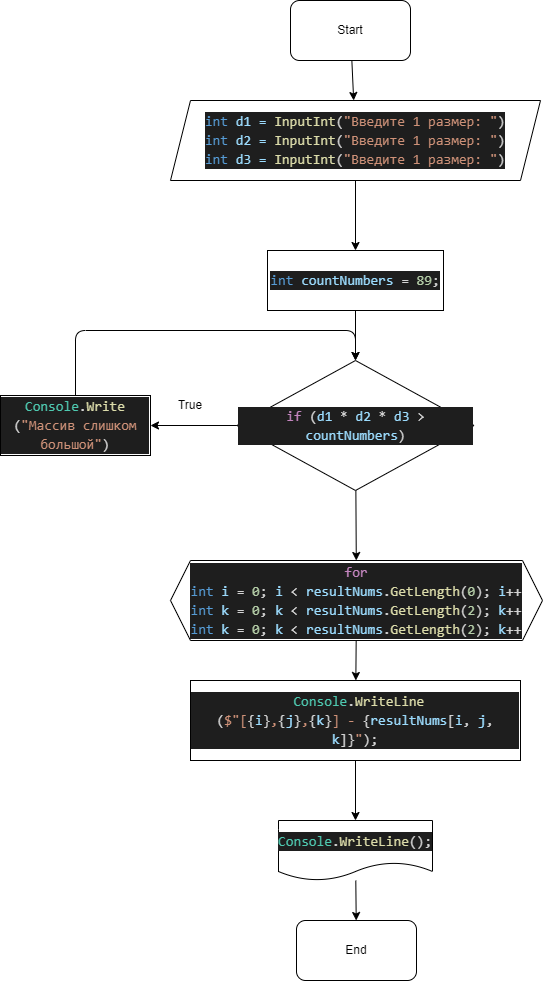 Start
int d1 = InputInt("Введите 1 размер: ")
int d2 = InputInt("Введите 1 размер: ")
int d3 = InputInt("Введите 1 размер: ")
int countNumbers = 89;
True
Console.Write
("Массив слишком
большой")
if (d1 * d2 * d3 >
countNumbers)
for
int i = 0; i < resultNums.GetLength(0); i++
int k = 0; k < resultNums.GetLength(2); k++
int k = 0; k < resultNums.GetLength(2); k++
Console.WriteLine
($"[{i},{j},{k}] - {resultNums[i, j,
k]}");
Console.WriteLine();
End